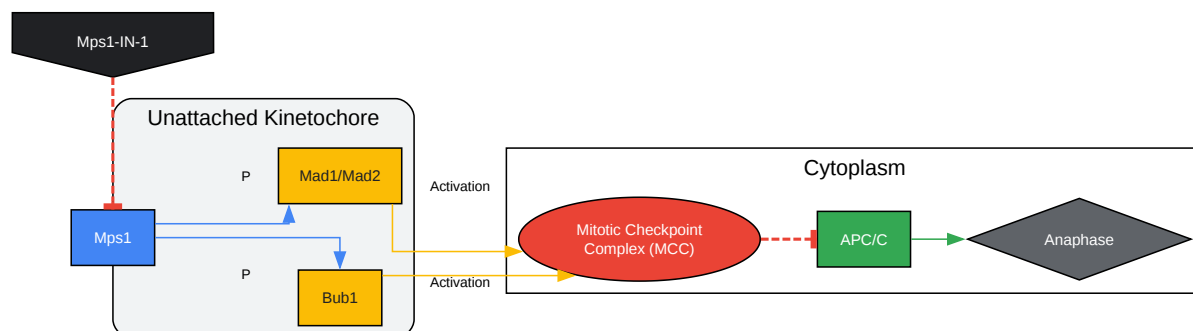 Mps1-IN-1
Unattached Kinetochore
P
Mad1/Mad2
Mps1
P
Bub1
Activation
Activation
Cytoplasm
Mitotic Checkpoint
Complex (MCC)
APC/C
Anaphase